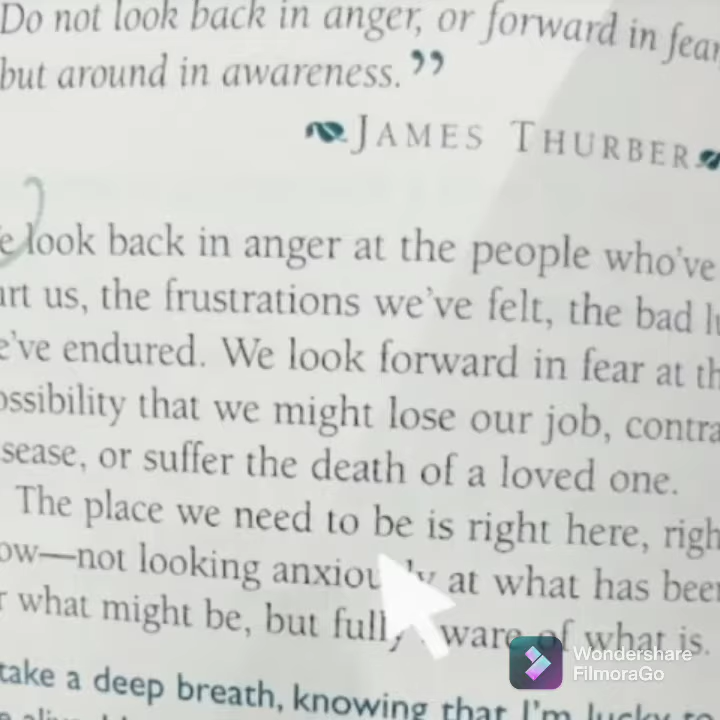 Do not look back in anger, or forward in fear,
but around in awareness.”
JAMES THURBER
look back in anger at the people who’ve
us, the frustrations we’ve felt, the bad
endured. We look forward in fear at
that we might lose our job,
or suffer the death of a loved one.
The place we need to be is right here,
not looking at what has
what might be, but of what is.
take a deep breath, knowing that I’m lucky to
Wondershare
FilmoraGo